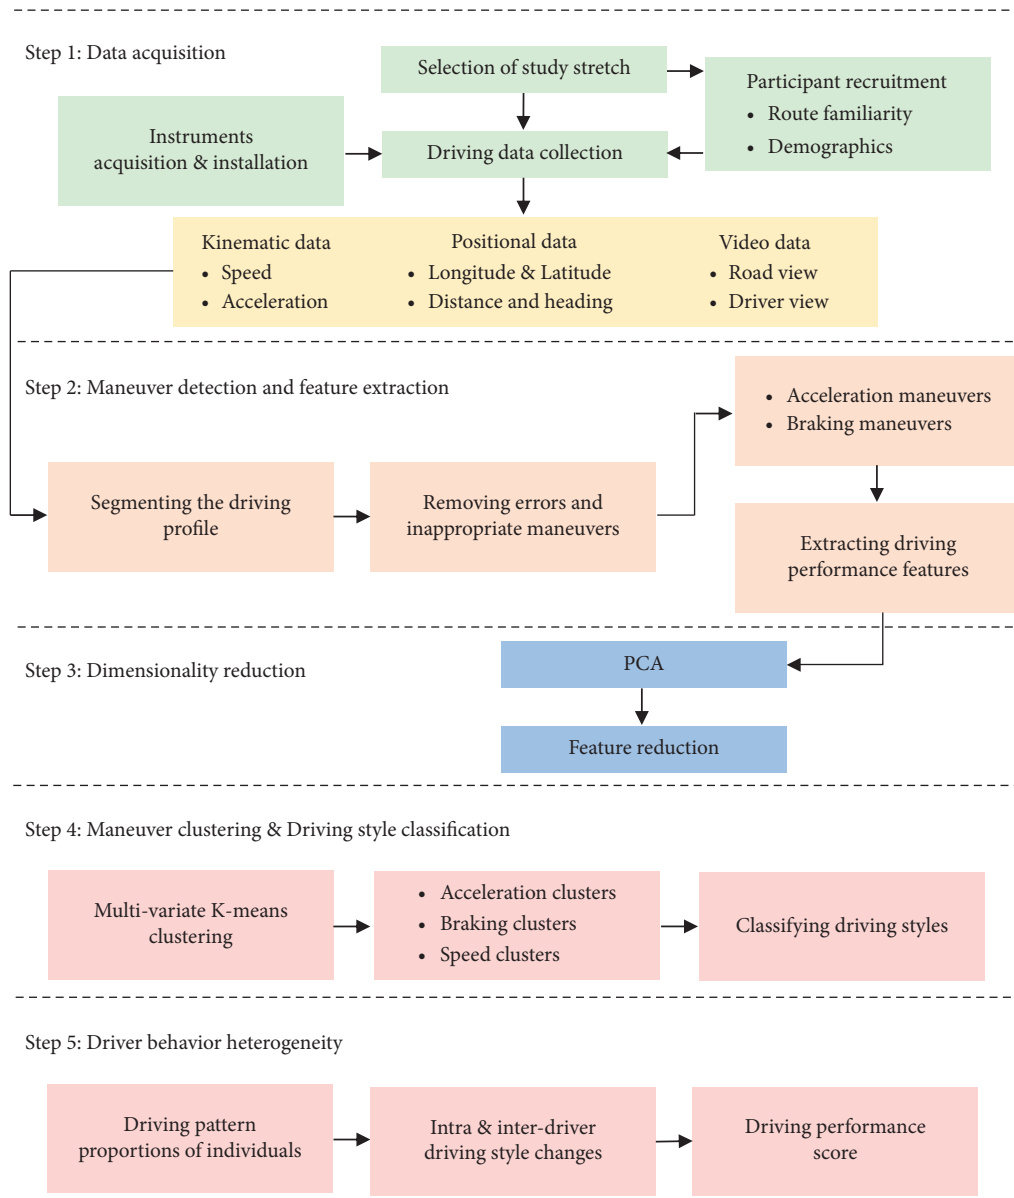 Step 1: Data acquisition
Selection of study stretch
Participant recruitment
• Route familiarity
• Demographics
Instruments
acquisition & installation
Driving data collection
Kinematic data
• Speed
• Acceleration
Positional data
• Longitude & Latitude
• Distance and heading
Video data
• Road view
• Driver view
Step 2: Maneuver detection and feature extraction
• Acceleration maneuvers
• Braking maneuvers
Segmenting the driving
profile
Removing errors and
inappropriate maneuvers
Extracting driving
performance features
Step 3: Dimensionality reduction
PCA
Feature reduction
Step 4: Maneuver clustering & Driving style classification
Multi-variate K-means
clustering
• Acceleration clusters
• Braking clusters
• Speed clusters
Classifying driving styles
Step 5: Driver behavior heterogeneity
Driving pattern
proportions of individuals
Intra & inter-driver
driving style changes
Driving performance
score